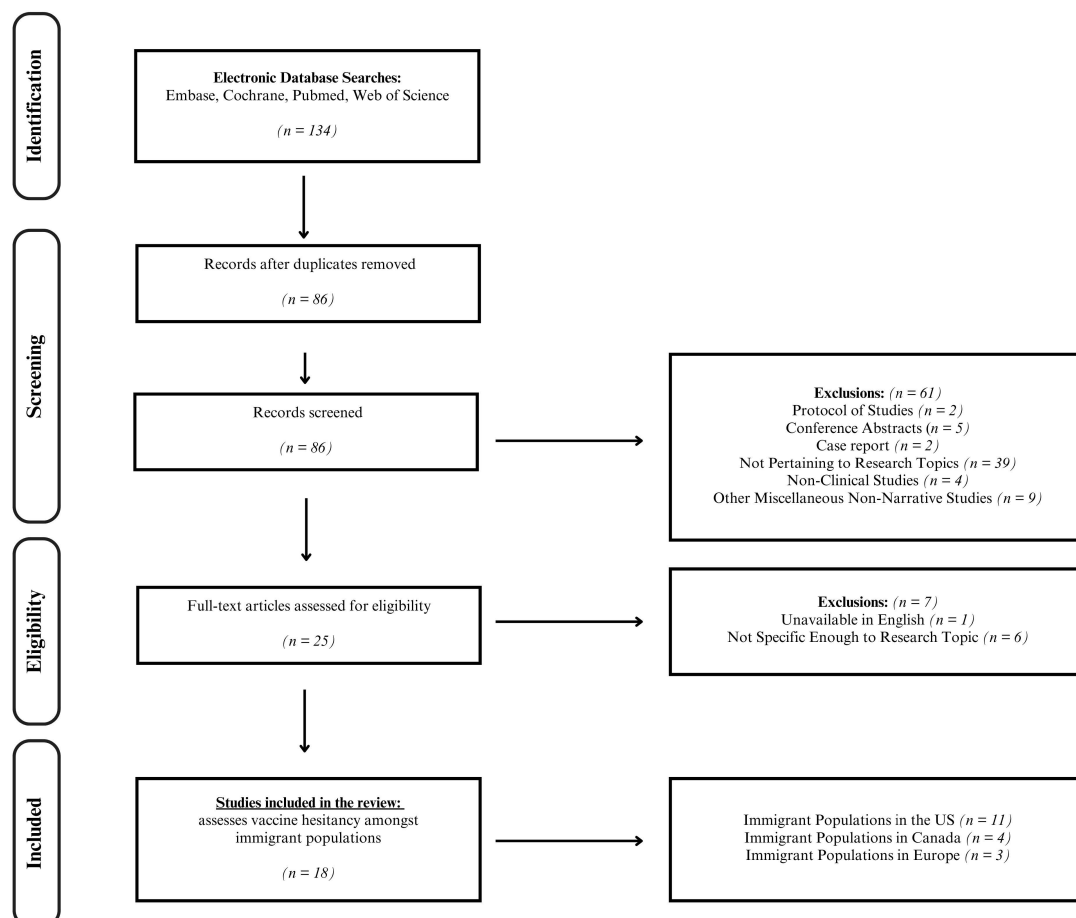 Identification
Electronic Database Searches:
Embase, Cochrane, Pubmed, Web of Science
(n = 134)
Screening
Records after duplicates removed
(n = 86)
Records screened
(n = 86)
Exclusions: (n = 61)
Protocol of Studies (n = 2)
Conference Abstracts (n = 5)
Case report (n = 2)
Not Pertaining to Research Topics (n = 39)
Non-Clinical Studies (n = 4)
Other Miscellaneous Non-Narrative Studies (n = 9)
Eligibility
Full-text articles assessed for eligibility
(n = 25)
Exclusions: (n = 7)
Unavailable in English (n = 1)
Not Specific Enough to Research Topic (n = 6)
Included
Studies included in the review:
assesses vaccine hesitancy amongst
immigrant populations
(n = 18)
Immigrant Populations in the US (n = 11)
Immigrant Populations in Canada (n = 4)
Immigrant Populations in Europe (n = 3)